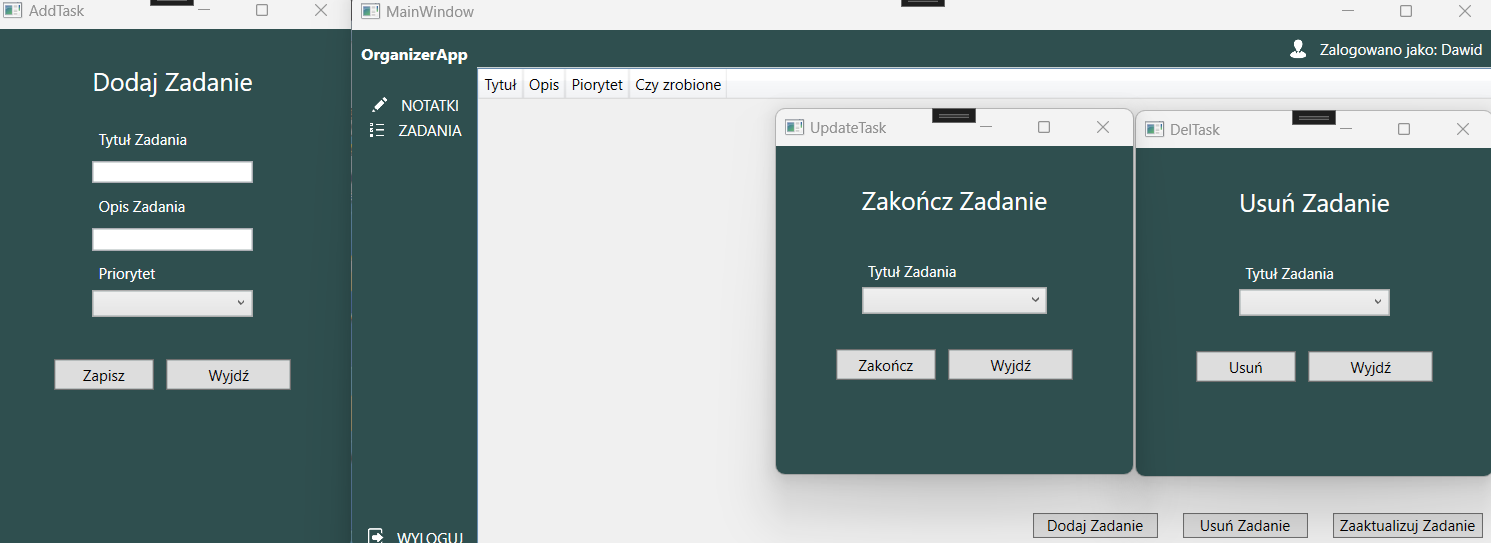 AddTask
Dodaj Zadanie
Tytuł Zadania
Opis Zadania
Priorytet
Zapisz
Wyjdź
MainWindow
OrganizerApp
Zalogowano jako: Dawid
NOTATKI
ZADANIA
WYLOGUJ
Tytuł
Opis
Piorytet
Czy zrobione
UpdateTask
Zakończ Zadanie
Tytuł Zadania
Zakończ
Wyjdź
DelTask
Usuń Zadanie
Tytuł Zadania
Usuń
Wyjdź
Dodaj Zadanie
Usuń Zadanie
Zaaktualizuj Zadanie